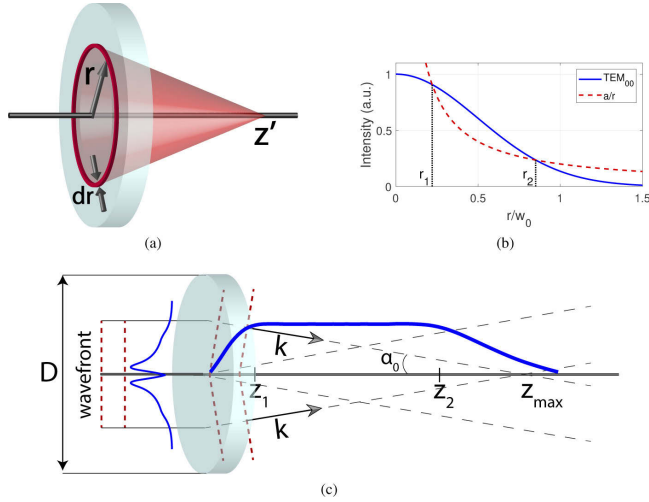 r
z'
dr
(a)
Intensity (a.u.)
1
0.5
0
TEM00
a/r
r1
r2
0
0.5
1
1.5
r/w0
(b)
D
wavefront
k
α0
k
z1
z2
zmax
(c)